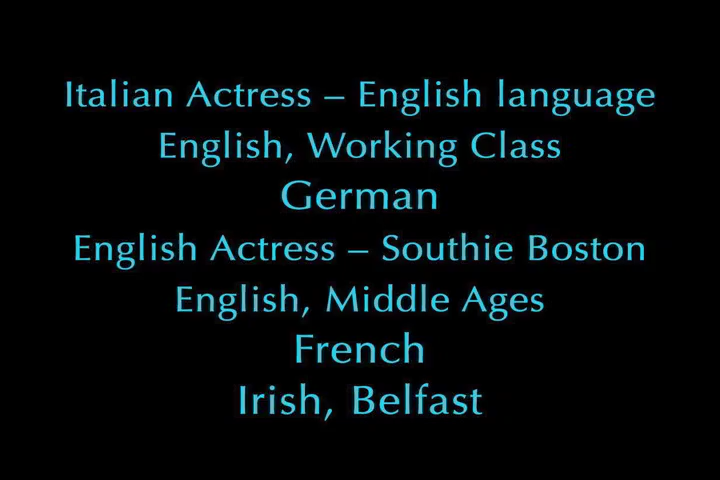 Italian Actress – English language
English, Working Class
German
English Actress – Southie Boston
English, Middle Ages
French
Irish, Belfast